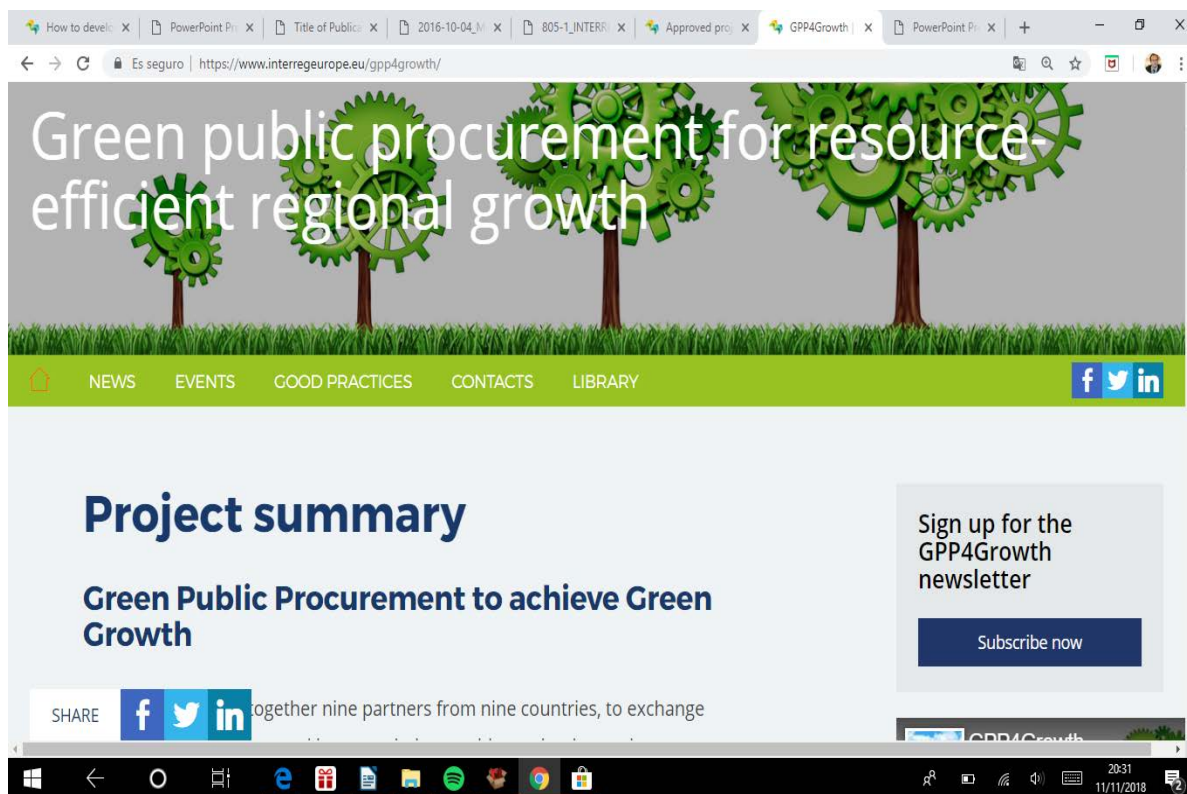 How to develo
PowerPoint Pr
Title of Publica
2016-10-04_M
805-1_INTERR
Approved proj
GPP4Growth |
PowerPoint Pr
Es seguro | https://www.interregeurope.eu/gpp4growth/
Green public procurement for resource-
efficient regional growth
NEWS EVENTS GOOD PRACTICES CONTACTS LIBRARY
Project summary
Green Public Procurement to achieve Green
Growth
together nine partners from nine countries, to exchange
Sign up for the
GPP4Growth
newsletter
Subscribe now
GPP4Growth
SHARE
20:31
11/11/2018
2